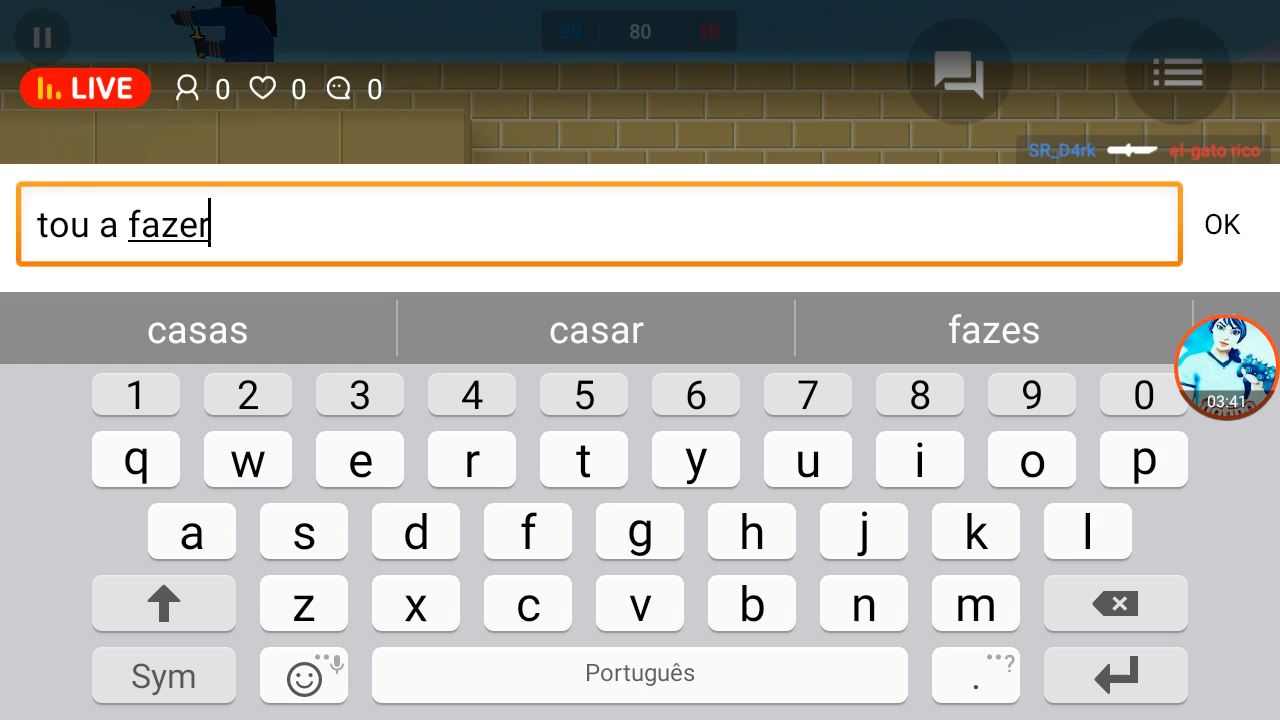 29 80 10
LIVE 0 0 0
SR_D4rk el-gato rico
tou a fazer
OK
casas casar fazes
03:41
1 2 3 4 5 6 7 8 9 0
q w e r t y u i o p
a s d f g h j k l
z x c v b n m
Sym Português . ?